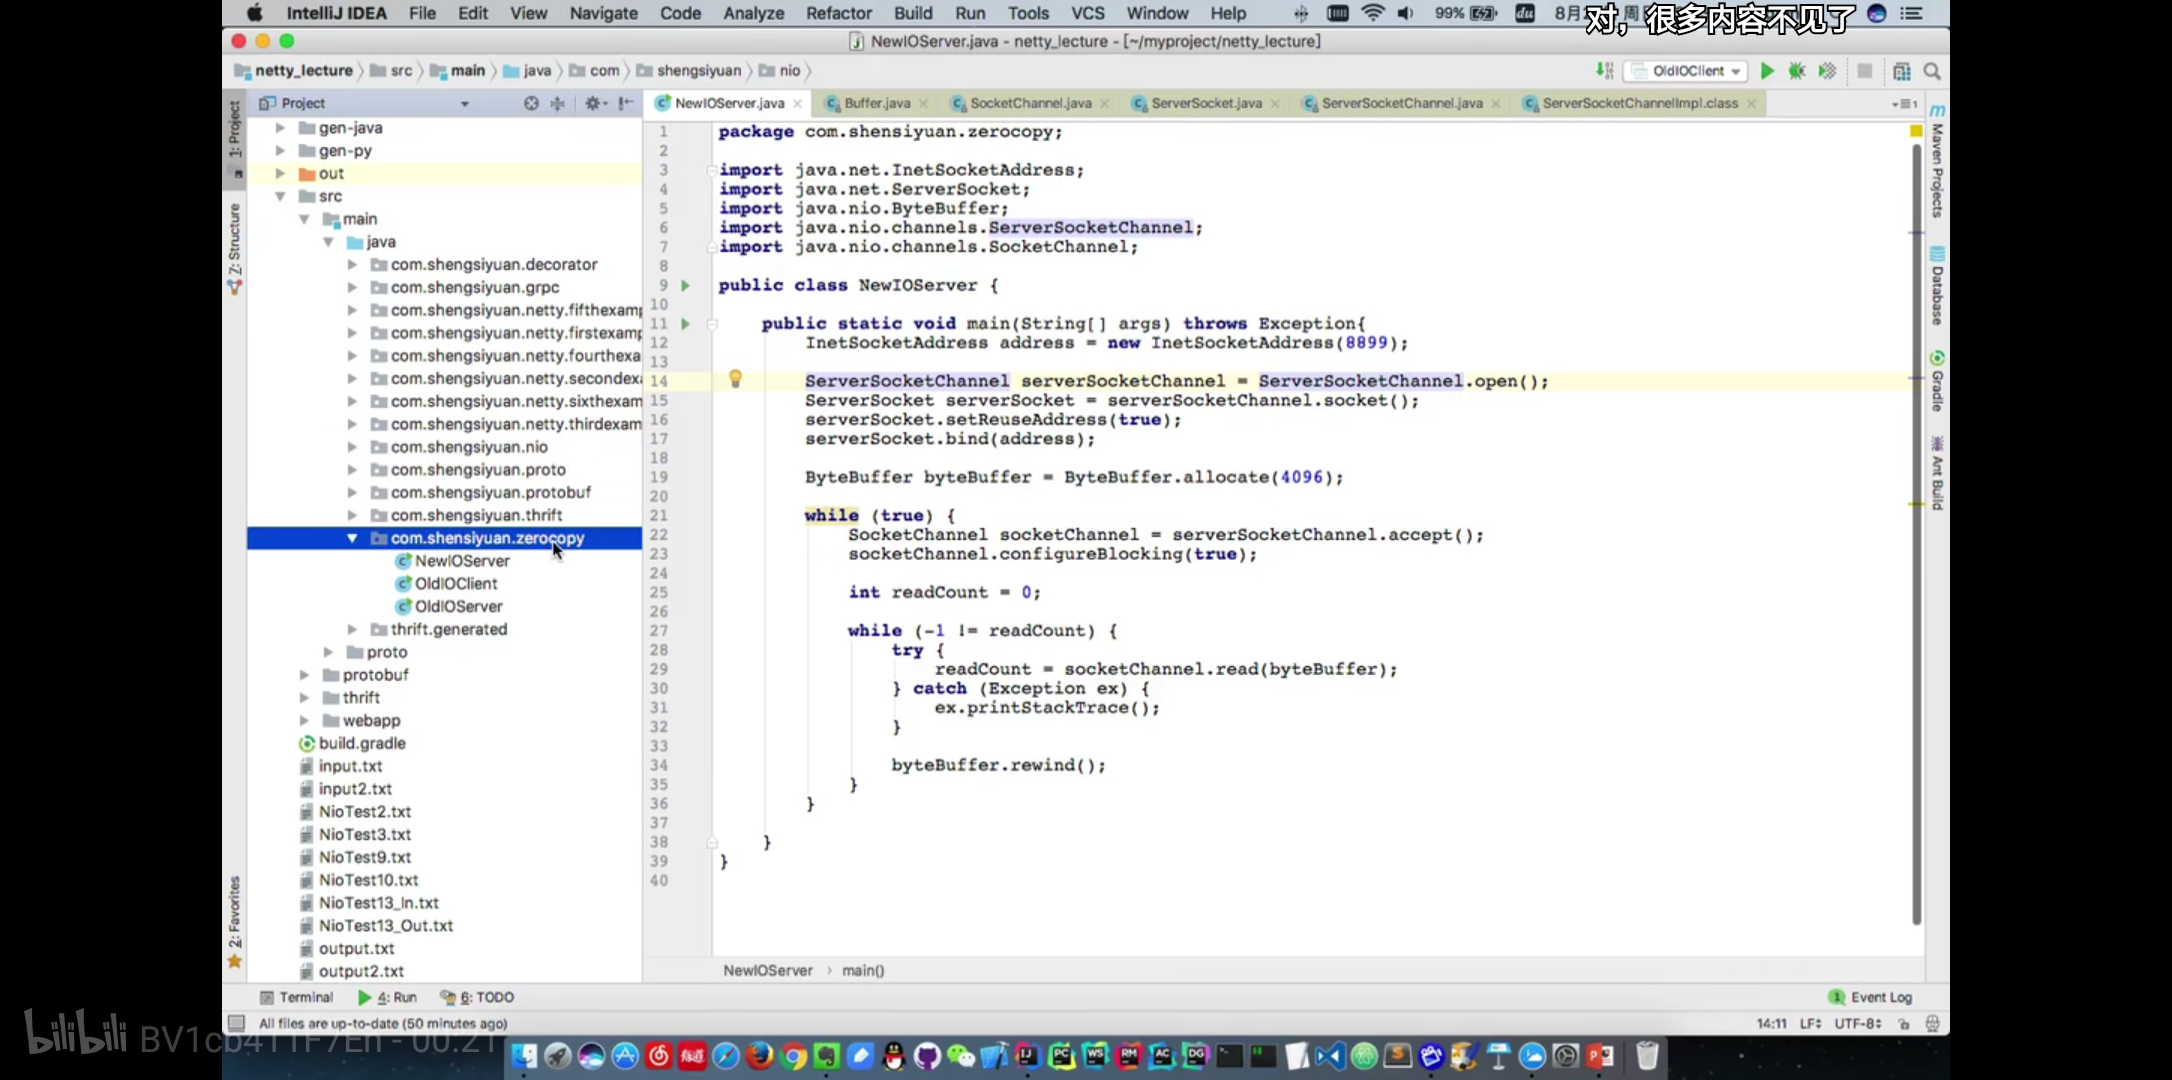 IntelliJ IDEA File Edit View Navigate Code Analyze Refactor Build Run Tools VCS Window Help 99% du 8月
对，很多内容不见了
NewIOServer.java - netty_lecture - [~/myproject/netty_lecture]
netty_lecture src main java com shengsiyuan nio OldIOClient
1: Project
Z: Structure
2: Favorites
Project
gen-java
gen-py
out
src
main
java
com.shengsiyuan.decorator
com.shengsiyuan.grpc
com.shengsiyuan.netty.fifthexamp
com.shengsiyuan.netty.firstexamp
com.shengsiyuan.netty.fourthexa
com.shengsiyuan.netty.secondexa
com.shengsiyuan.netty.sixthexam
com.shengsiyuan.netty.thirdexam
com.shengsiyuan.nio
com.shengsiyuan.proto
com.shengsiyuan.protobuf
com.shengsiyuan.thrift
com.shensiyuan.zerocopy
NewIOServer
OldIOClient
OldIOServer
thrift.generated
proto
protobuf
thrift
webapp
build.gradle
input.txt
input2.txt
NioTest2.txt
NioTest3.txt
NioTest9.txt
NioTest10.txt
NioTest13_In.txt
NioTest13_Out.txt
output.txt
output2.txt
NewIOServer.java Buffer.java SocketChannel.java ServerSocket.java ServerSocketChannel.java ServerSocketChannelImpl.class
1 package com.shensiyuan.zerocopy;
2
3 import java.net.InetSocketAddress;
4 import java.net.ServerSocket;
5 import java.nio.ByteBuffer;
6 import java.nio.channels.ServerSocketChannel;
7 import java.nio.channels.SocketChannel;
8
9 public class NewIOServer {
10
11 public static void main(String[] args) throws Exception{
12 InetSocketAddress address = new InetSocketAddress(8899);
13
14 ServerSocketChannel serverSocketChannel = ServerSocketChannel.open();
15 ServerSocket serverSocket = serverSocketChannel.socket();
16 serverSocket.setReuseAddress(true);
17 serverSocket.bind(address);
18
19 ByteBuffer byteBuffer = ByteBuffer.allocate(4096);
20
21 while (true) {
22 SocketChannel socketChannel = serverSocketChannel.accept();
23 socketChannel.configureBlocking(true);
24
25 int readCount = 0;
26
27 while (-1 != readCount) {
28 try {
29 readCount = socketChannel.read(byteBuffer);
30 } catch (Exception ex) {
31 ex.printStackTrace();
32 }
33
34 byteBuffer.rewind();
35 }
36 }
37
38 }
39 }
40
Maven Projects
Database
Gradle
Ant Build
NewIOServer › main()
Terminal 4: Run 6: TODO 1 Event Log
All files are up-to-date (50 minutes ago) 14:11 LF UTF-8
bilibili BV1cb411F7En - 00:21
有道 IJ PC WS RM AC DG